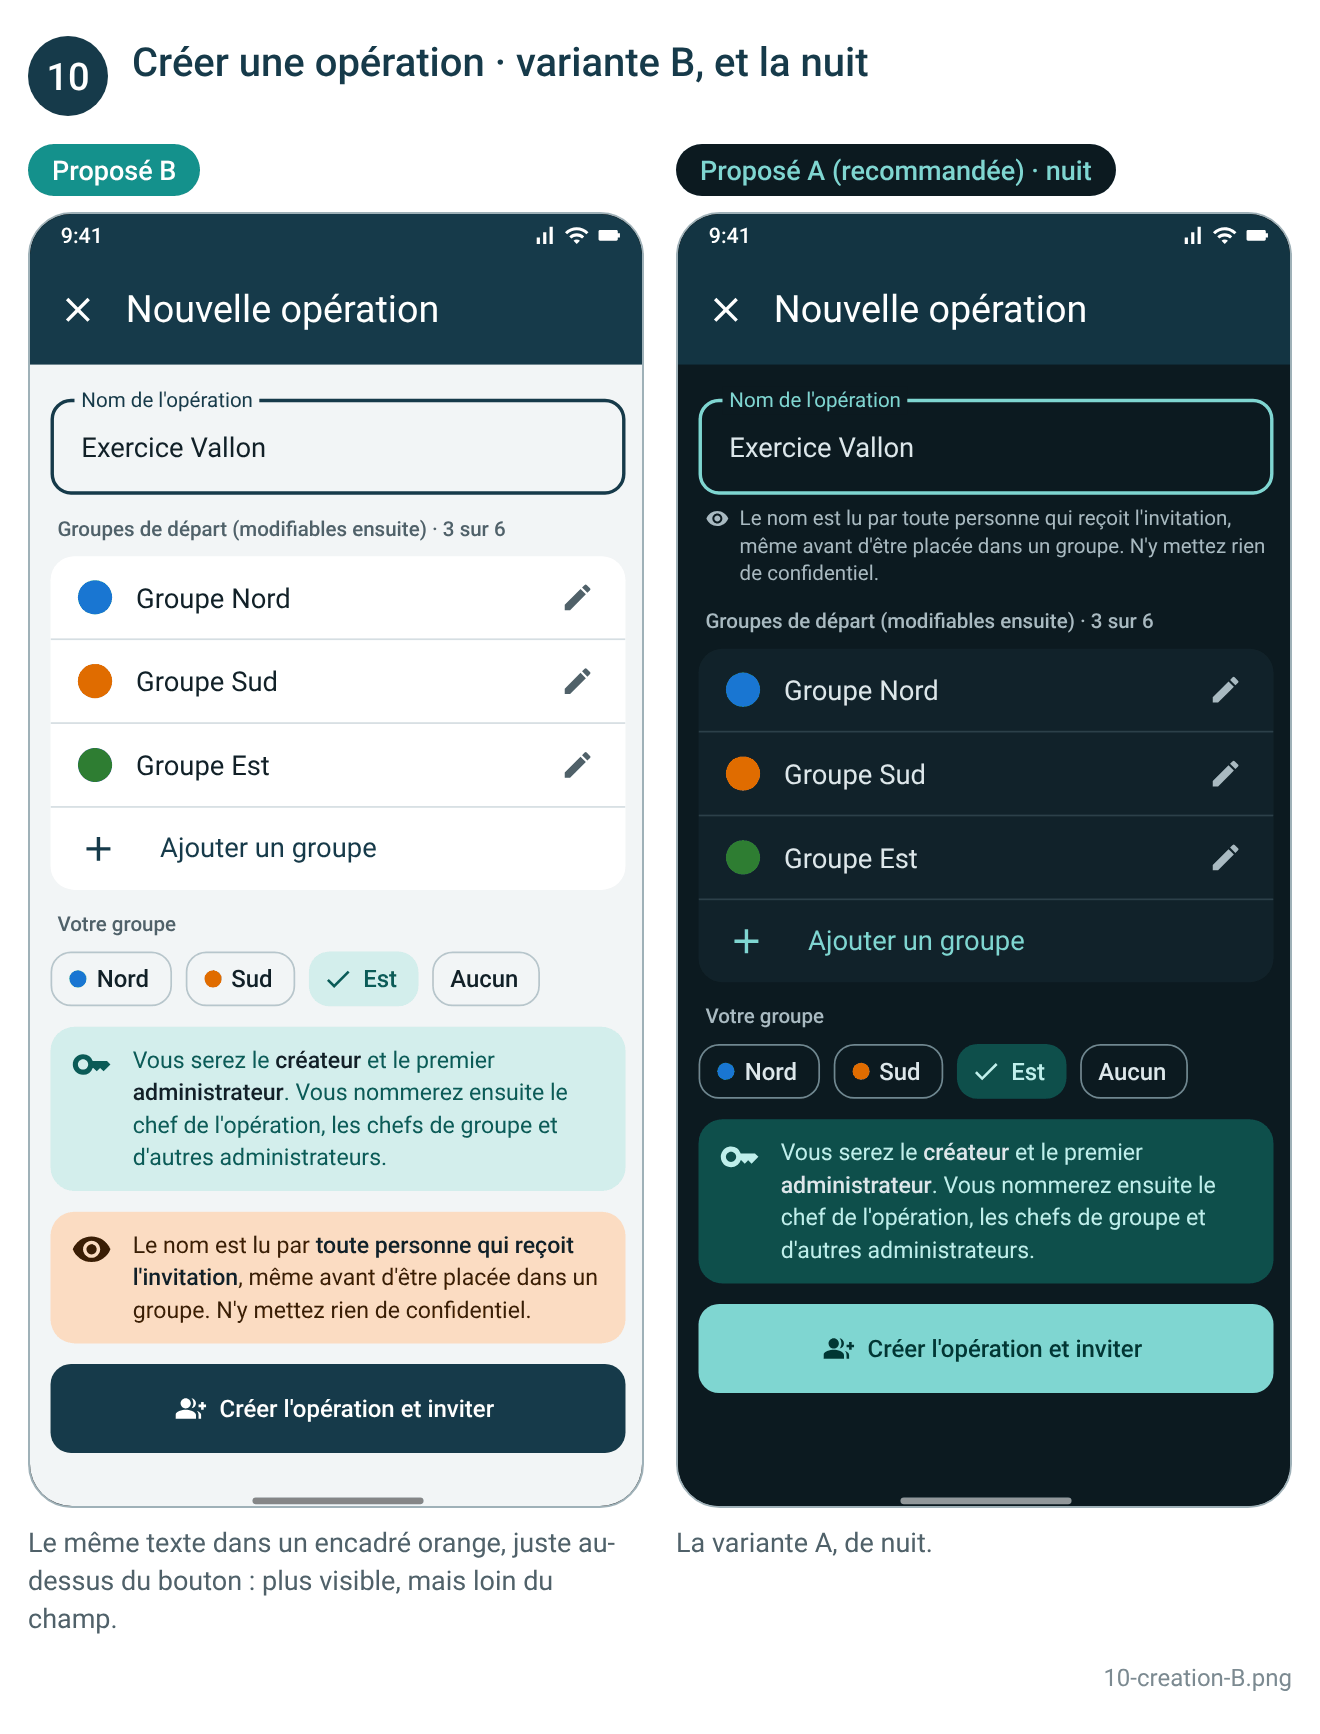 10
Créer une opération · variante B, et la nuit
Proposé B
9:41
Nouvelle opération
Nom de l'opération
Exercice Vallon
Groupes de départ (modifiables ensuite) · 3 sur 6
Groupe Nord
Groupe Sud
Groupe Est
Ajouter un groupe
Votre groupe
Nord
Sud
Est
Aucun
Vous serez le créateur et le premier
administrateur. Vous nommerez ensuite le
chef de l'opération, les chefs de groupe et
d'autres administrateurs.
Le nom est lu par toute personne qui reçoit
l'invitation, même avant d'être placée dans un
groupe. N'y mettez rien de confidentiel.
Créer l'opération et inviter
Le même texte dans un encadré orange, juste au-
dessus du bouton : plus visible, mais loin du
champ.
Proposé A (recommandée) · nuit
9:41
Nouvelle opération
Nom de l'opération
Exercice Vallon
Le nom est lu par toute personne qui reçoit l'invitation,
même avant d'être placée dans un groupe. N'y mettez rien
de confidentiel.
Groupes de départ (modifiables ensuite) · 3 sur 6
Groupe Nord
Groupe Sud
Groupe Est
Ajouter un groupe
Votre groupe
Nord
Sud
Est
Aucun
Vous serez le créateur et le premier
administrateur. Vous nommerez ensuite le
chef de l'opération, les chefs de groupe et
d'autres administrateurs.
Créer l'opération et inviter
La variante A, de nuit.
10-creation-B.png